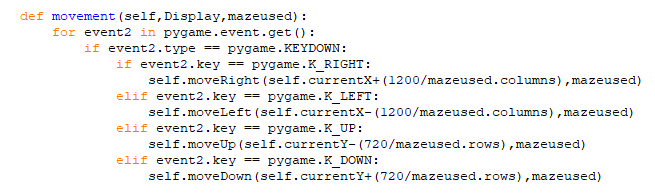 def movement(self,Display,mazeused):
    for event2 in pygame.event.get():
        if event2.type == pygame.KEYDOWN:
            if event2.key == pygame.K_RIGHT:
                self.moveRight(self.currentX+(1200/mazeused.columns),mazeused)
            elif event2.key == pygame.K_LEFT:
                self.moveLeft(self.currentX-(1200/mazeused.columns),mazeused)
            elif event2.key == pygame.K_UP:
                self.moveUp(self.currentY-(720/mazeused.rows),mazeused)
            elif event2.key == pygame.K_DOWN:
                self.moveDown(self.currentY+(720/mazeused.rows),mazeused)